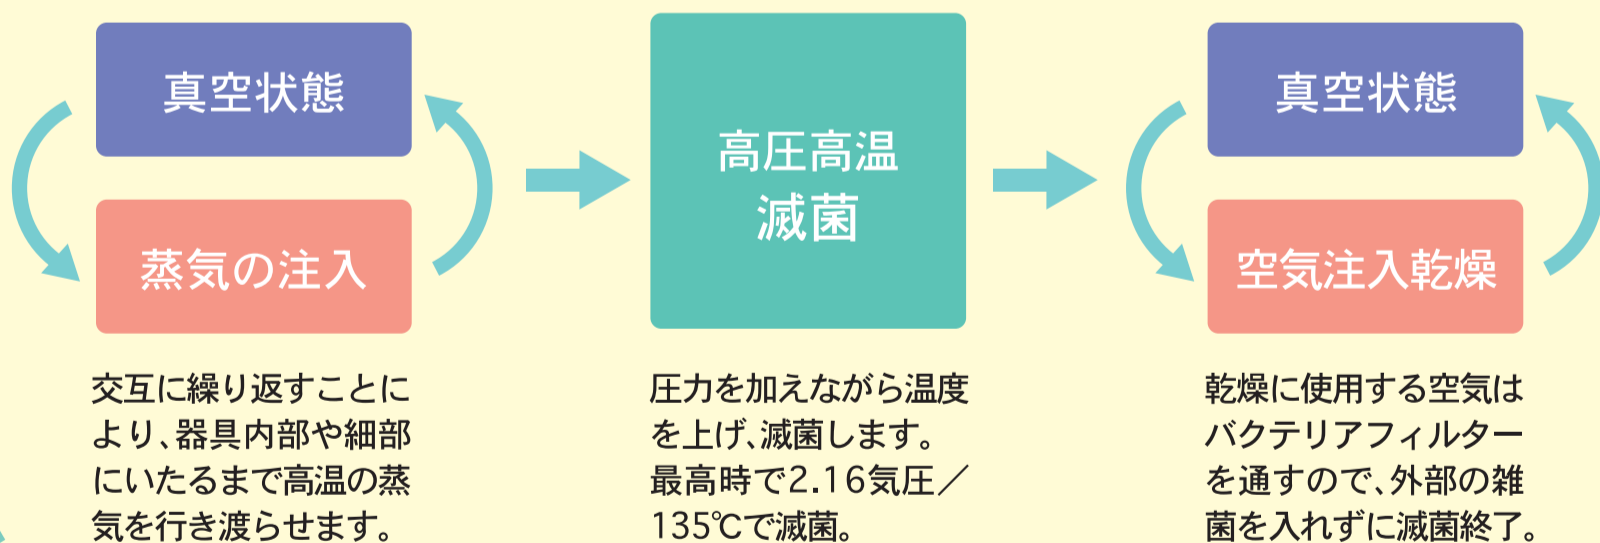 真空状態
蒸気の注入
交互に繰り返すことに
より、器具内部や細部
にいたるまで高温の蒸
気を行き渡らせます。
高圧高温
滅菌
圧力を加えながら温度
を上げ、滅菌します。
最高時で2.16気圧／
135℃で滅菌。
真空状態
空気注入乾燥
乾燥に使用する空気は
バクテリアフィルター
を通すので、外部の雑
菌を入れずに滅菌終了。